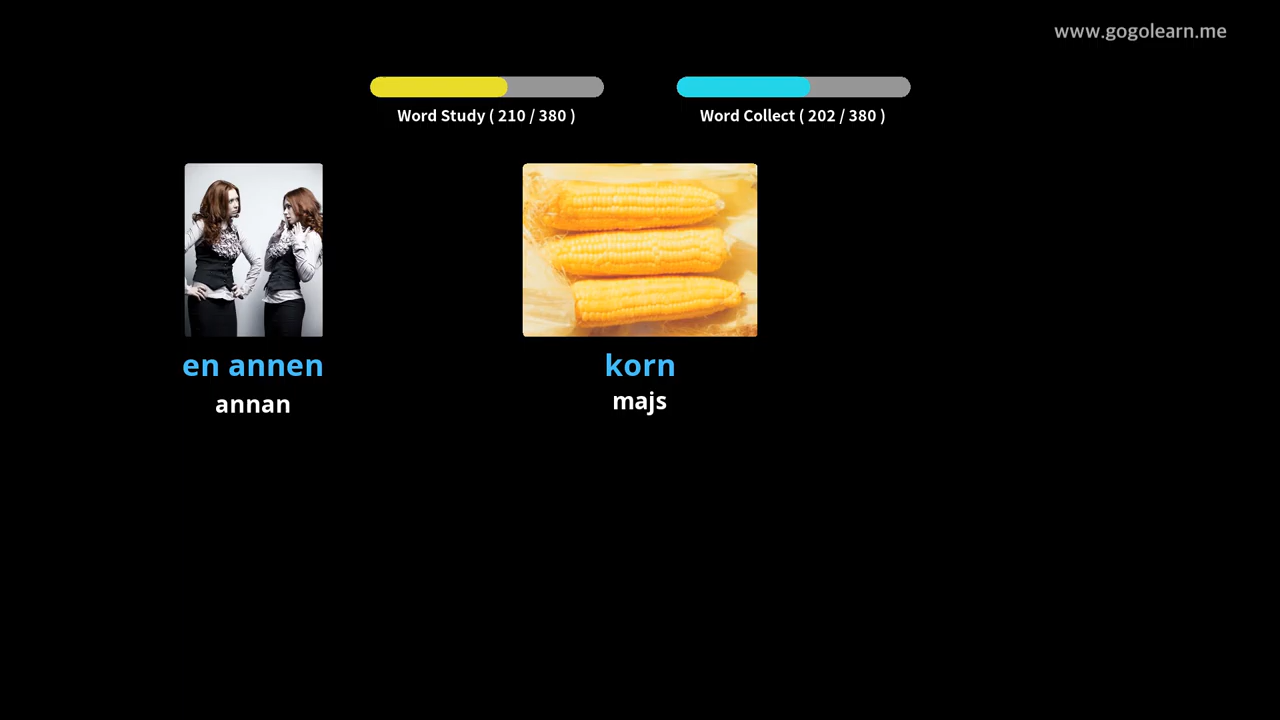 www.gogolearn.me
Word Study ( 210 / 380 )
Word Collect ( 202 / 380 )
en annen
annan
korn
majs